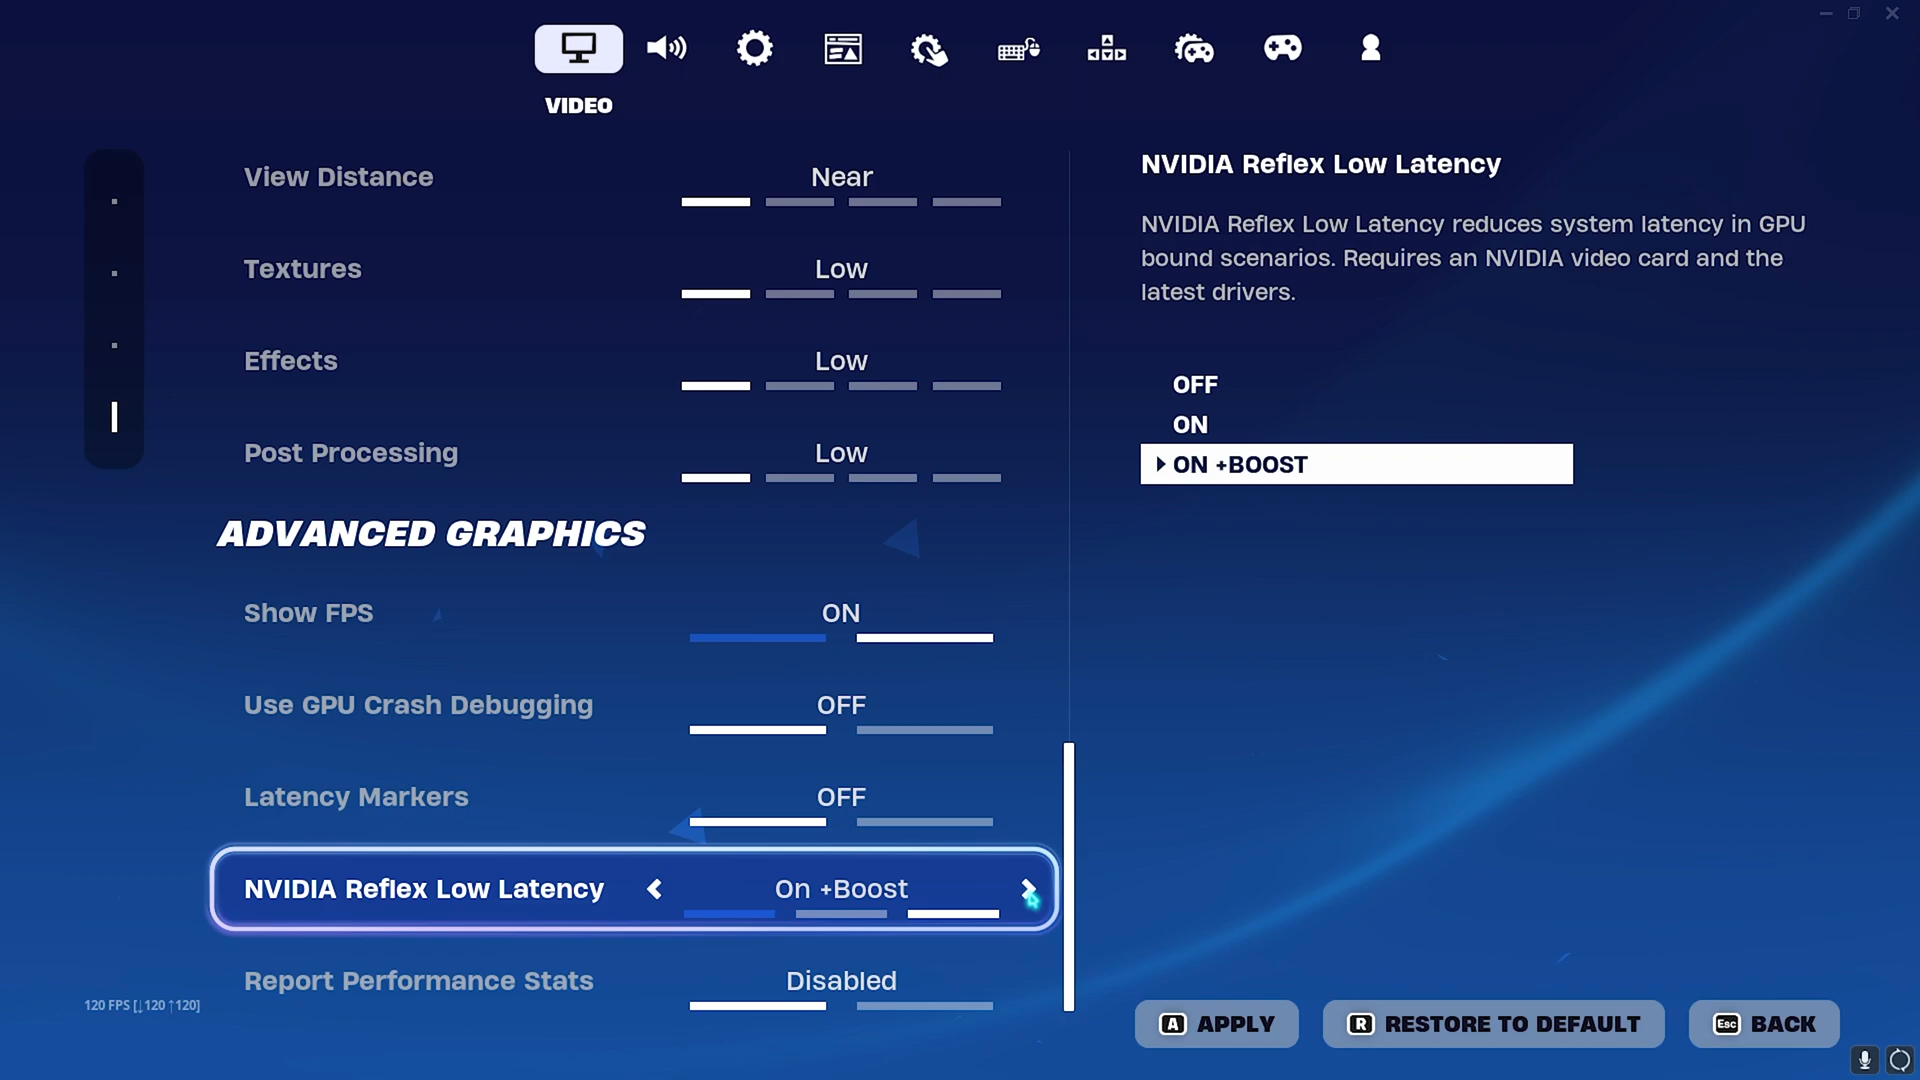 VIDEO
View Distance
Near
Textures
Low
Effects
Low
Post Processing
Low
ADVANCED GRAPHICS
Show FPS
ON
Use GPU Crash Debugging
OFF
Latency Markers
OFF
NVIDIA Reflex Low Latency
On +Boost
Report Performance Stats
Disabled
120 FPS [↓120 ↑120]
NVIDIA Reflex Low Latency
NVIDIA Reflex Low Latency reduces system latency in GPU
bound scenarios. Requires an NVIDIA video card and the
latest drivers.
OFF
ON
ON +BOOST
A APPLY
R RESTORE TO DEFAULT
Esc BACK